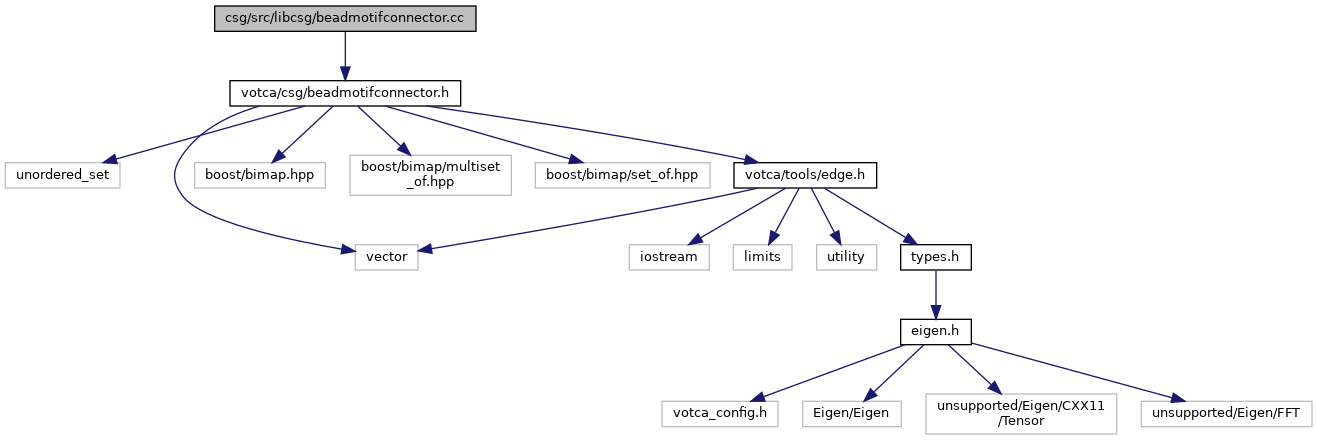 csg/src/libcsg/beadmotifconnector.cc
votca/csg/beadmotifconnector.h
unordered_set
boost/bimap.hpp
boost/bimap/multiset
_of.hpp
boost/bimap/set_of.hpp
votca/tools/edge.h
vector
iostream
limits
utility
types.h
eigen.h
votca_config.h
Eigen/Eigen
unsupported/Eigen/CXX11
/Tensor
unsupported/Eigen/FFT